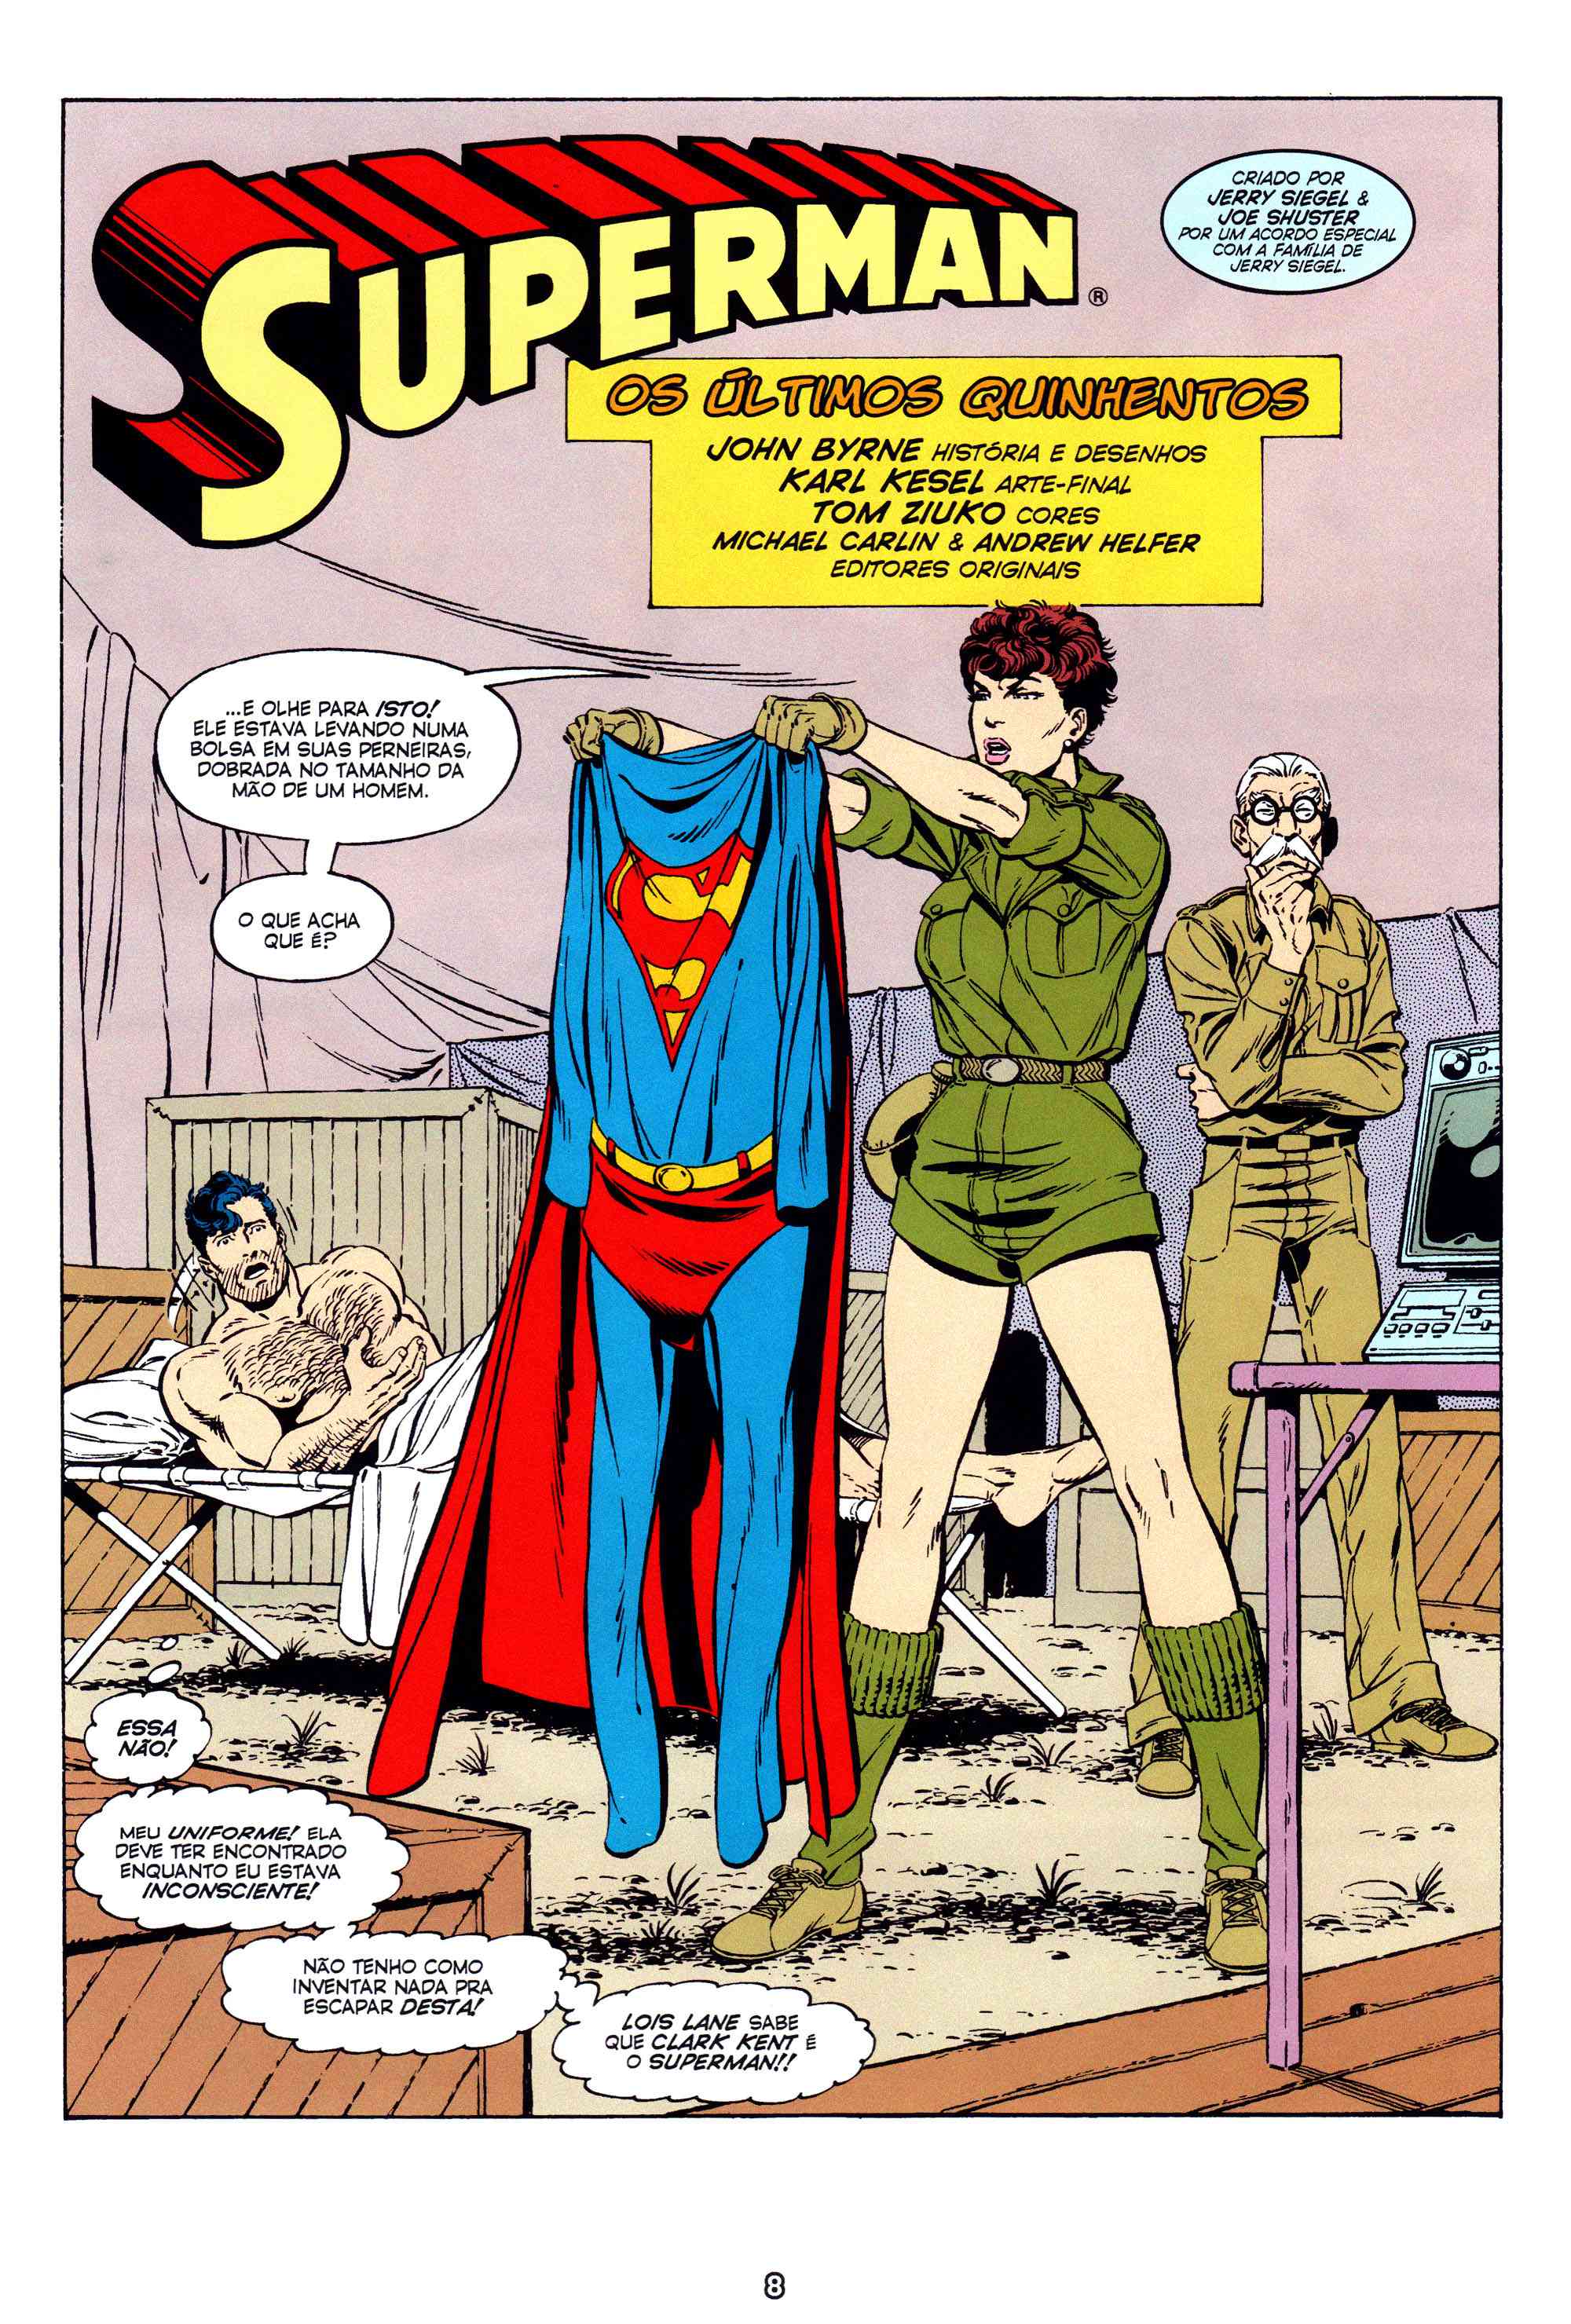 SUPERMAN®
CRIADO POR
JERRY SIEGEL &
JOE SHUSTER
POR UM ACORDO ESPECIAL
COM A FAMÍLIA DE
JERRY SIEGEL.
OS ÚLTIMOS QUINHENTOS
JOHN BYRNE HISTÓRIA E DESENHOS
KARL KESEL ARTE-FINAL
TOM ZIUKO CORES
MICHAEL CARLIN & ANDREW HELFER
EDITORES ORIGINAIS
...E OLHE PARA ISTO!
ELE ESTAVA LEVANDO NUMA
BOLSA EM SUAS PERNEIRAS,
DOBRADA NO TAMANHO DA
MÃO DE UM HOMEM.
O QUE ACHA
QUE É?
S
ESSA
NÃO!
MEU UNIFORME! ELA
DEVE TER ENCONTRADO
ENQUANTO EU ESTAVA
INCONSCIENTE!
NÃO TENHO COMO
INVENTAR NADA PRA
ESCAPAR DESTA!
LOIS LANE SABE
QUE CLARK KENT É
O SUPERMAN!!
8